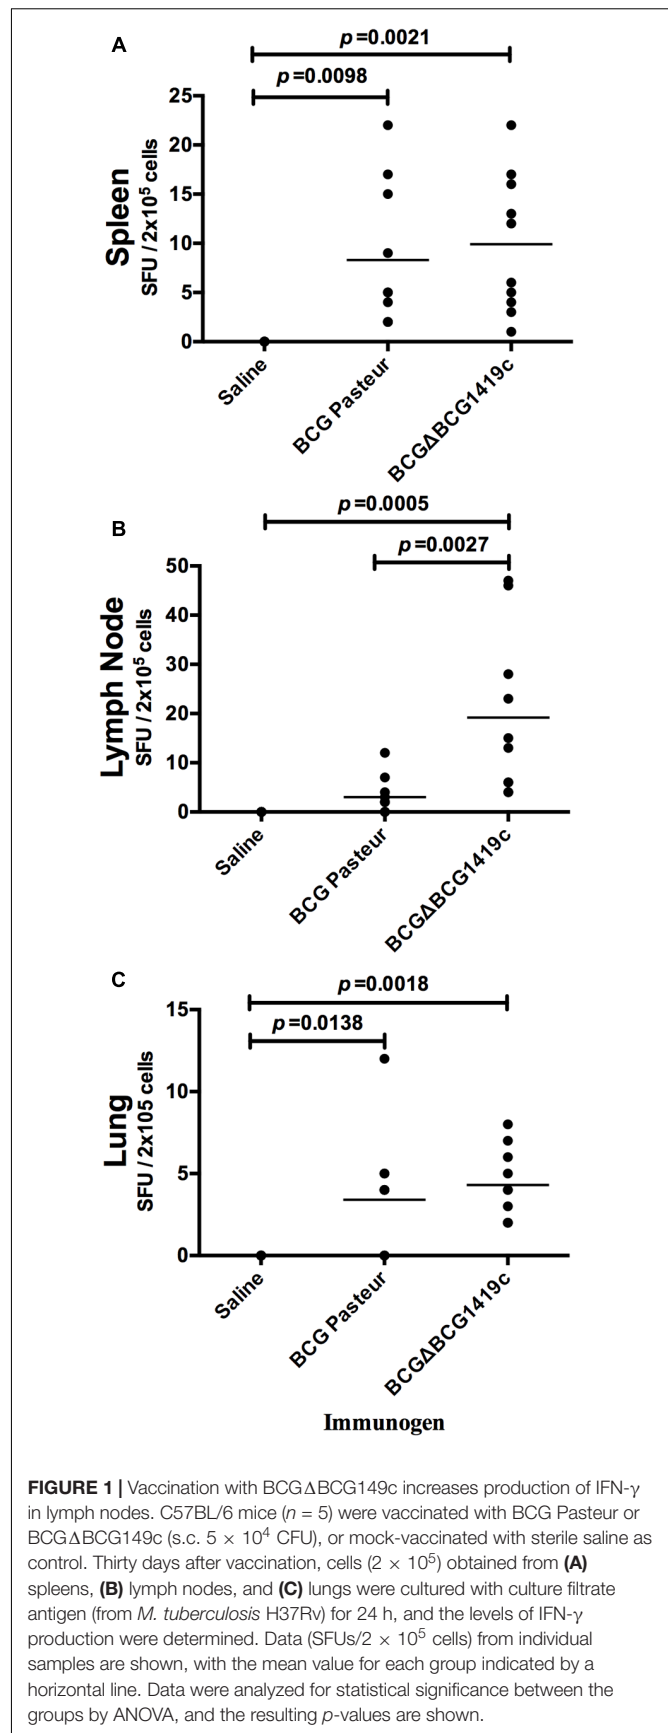 A
p=0.0021
p=0.0098
25
20
15
10
5
0
Spleen
SFU / 2x10⁵ cells
Saline
BCG Pasteur
BCGΔBCG1419c
B
p=0.0005
p=0.0027
50
40
30
20
10
0
Lymph Node
SFU / 2x10⁵ cells
Saline
BCG Pasteur
BCGΔBCG1419c
C
p=0.0018
p=0.0138
15
10
5
0
Lung
SFU / 2x105 cells
Saline
BCG Pasteur
BCGΔBCG1419c
Immunogen
FIGURE 1 | Vaccination with BCGΔBCG149c increases production of IFN-γ
in lymph nodes. C57BL/6 mice (n = 5) were vaccinated with BCG Pasteur or
BCGΔBCG149c (s.c. 5 × 10⁴ CFU), or mock-vaccinated with sterile saline as
control. Thirty days after vaccination, cells (2 × 10⁵) obtained from (A)
spleens, (B) lymph nodes, and (C) lungs were cultured with culture filtrate
antigen (from M. tuberculosis H37Rv) for 24 h, and the levels of IFN-γ
production were determined. Data (SFUs/2 × 10⁵ cells) from individual
samples are shown, with the mean value for each group indicated by a
horizontal line. Data were analyzed for statistical significance between the
groups by ANOVA, and the resulting p-values are shown.